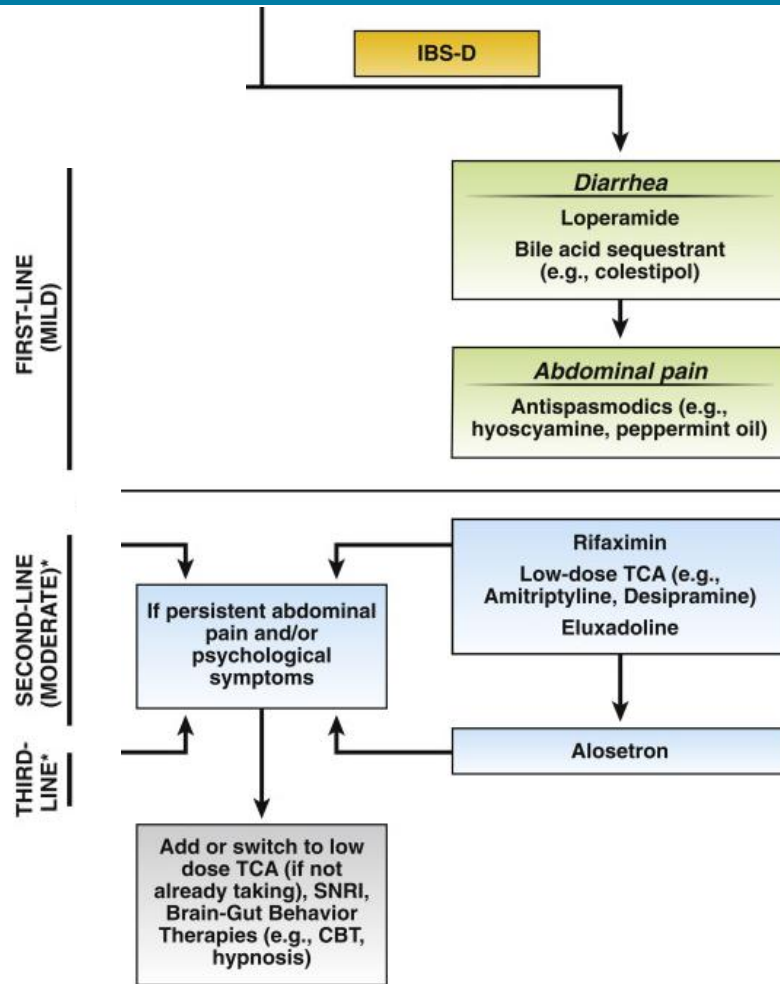 IBS-D
FIRST-LINE
(MILD)
Diarrhea
Loperamide
Bile acid sequestrant
(e.g., colestipol)
Abdominal pain
Antispasmodics (e.g.,
hyoscyamine, peppermint oil)
SECOND-LINE
(MODERATE)*
If persistent abdominal
pain and/or
psychological
symptoms
Rifaximin
Low-dose TCA (e.g.,
Amitriptyline, Desipramine)
Eluxadoline
THIRD-
LINE*
Alosetron
Add or switch to low
dose TCA (if not
already taking), SNRI,
Brain-Gut Behavior
Therapies (e.g., CBT,
hypnosis)